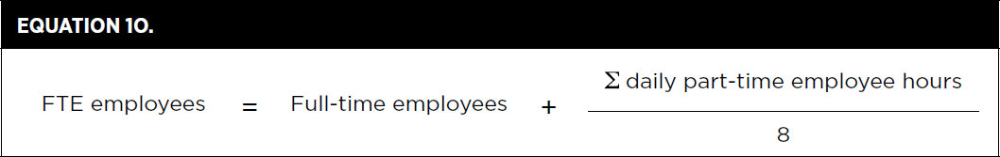 EQUATION 10.
Σ daily part-time employee hours
FTE employees = Full-time employees +
8